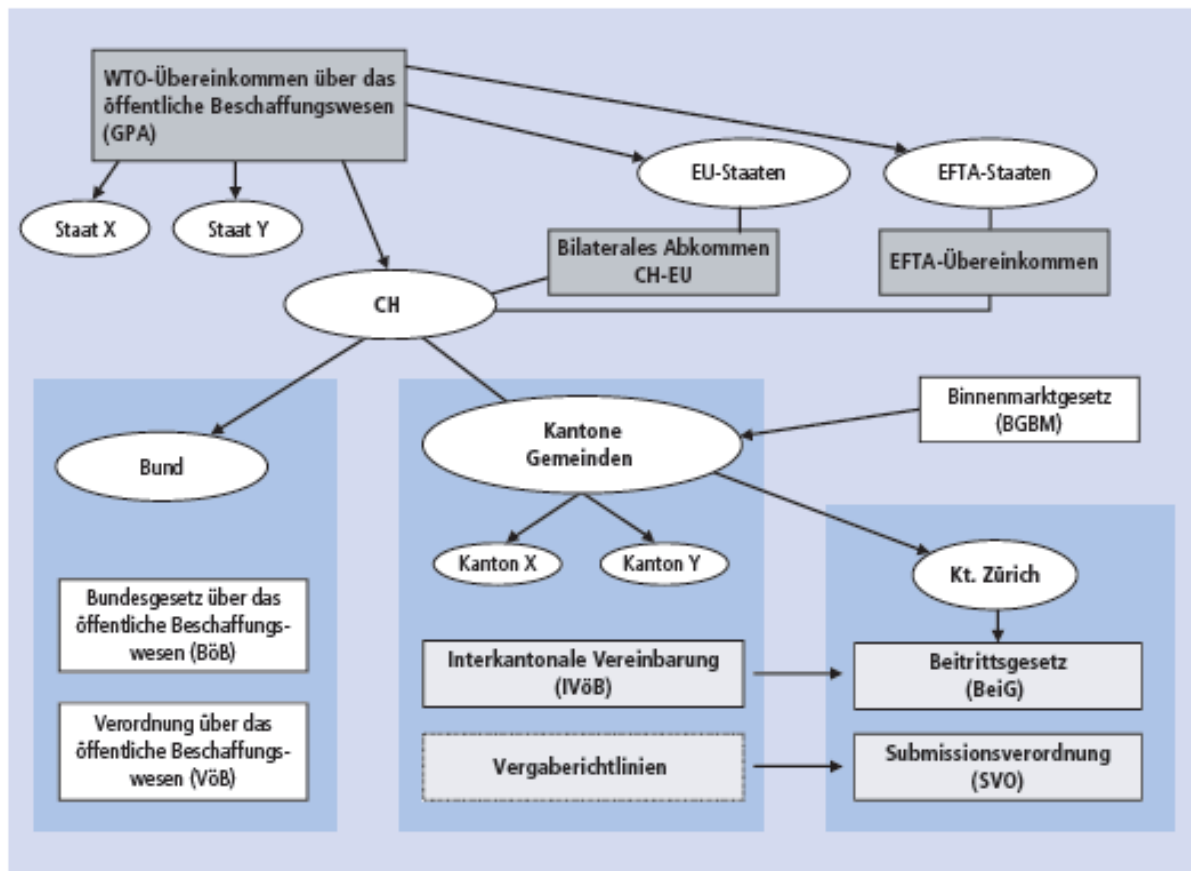 WTO-Übereinkommen über das
öffentliche Beschaffungswesen
(GPA)
EU-Staaten
EFTA-Staaten
Staat X
Staat Y
Bilaterales Abkommen
CH-EU
EFTA-Übereinkommen
CH
Binnenmarktgesetz
(BGBM)
Kantone
Gemeinden
Bund
Kanton X
Kanton Y
Kt. Zürich
Bundesgesetz über das
öffentliche Beschaffungs-
wesen (BöB)
Interkantonale Vereinbarung
(IVöB)
Beitrittsgesetz
(BeiG)
Verordnung über das
öffentliche Beschaffungs-
wesen (VöB)
Vergaberichtlinien
Submissionsverordnung
(SVO)